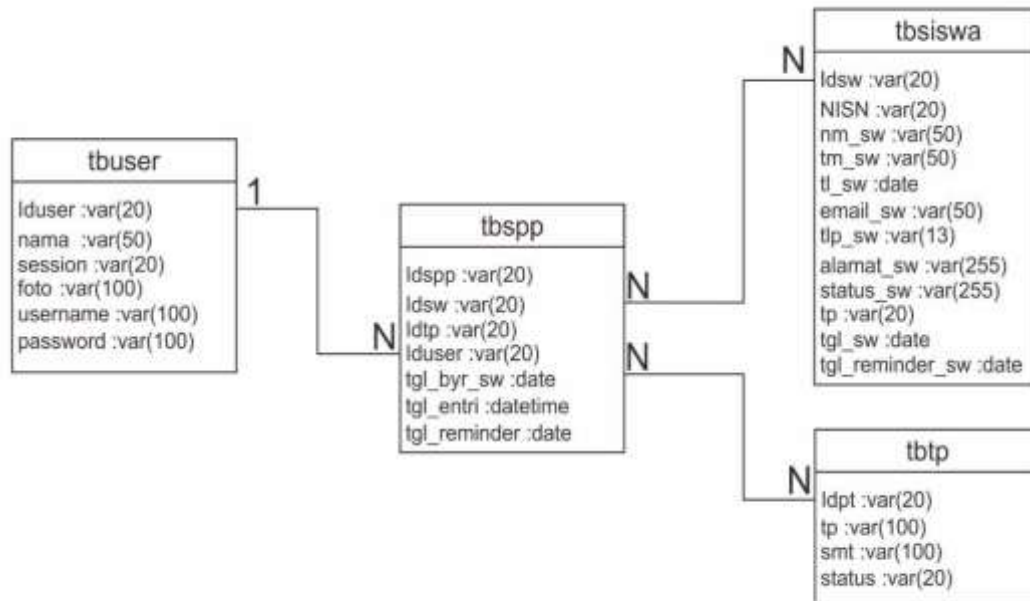 tbuser
Iduser :var(20)
nama :var(50)
session :var(20)
foto :var(100)
username :var(100)
password :var(100)
1
N
tbspp
Idspp :var(20)
Idsw :var(20)
Idtp :var(20)
Iduser :var(20)
tgl_byr_sw :date
tgl_entri :datetime
tgl_reminder :date
N
N
N
tbsiswa
Idsw :var(20)
NISN :var(20)
nm_sw :var(50)
tm_sw :var(50)
tl_sw :date
email_sw :var(50)
tlp_sw :var(13)
alamat_sw :var(255)
status_sw :var(255)
tp :var(20)
tgl_sw :date
tgl_reminder_sw :date
N
tbtp
Idpt :var(20)
tp :var(100)
smt :var(100)
status :var(20)